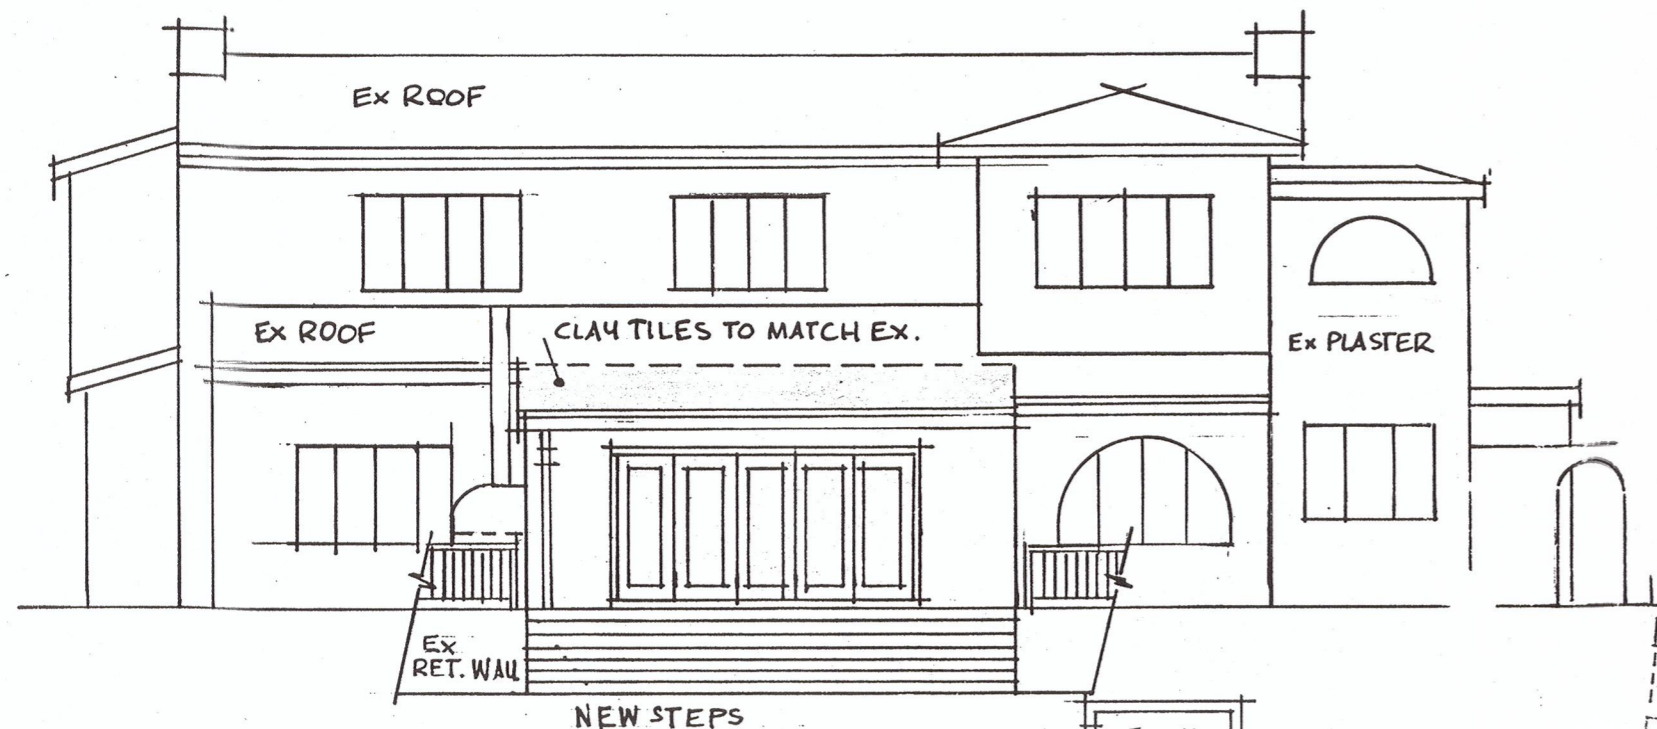 Ex ROOF
Ex ROOF
CLAY TILES TO MATCH EX.
Ex PLASTER
Ex
RET. WALL
NEW STEPS